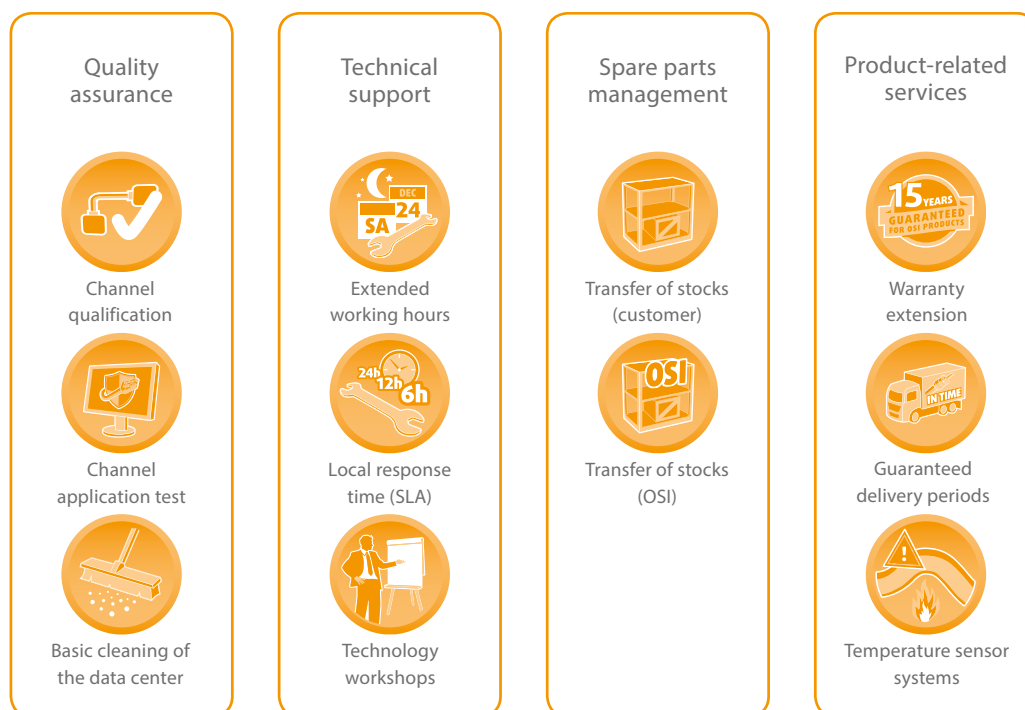 Quality
assurance
Channel
qualification
Channel
application test
Basic cleaning of
the data center
Technical
support
DEC
24
SA
Extended
working hours
24h
12h
6h
Local response
time (SLA)
Technology
workshops
Spare parts
management
Transfer of stocks
(customer)
OSI
Transfer of stocks
(OSI)
Product-related
services
15 YEARS
GUARANTEED
FOR OSI PRODUCTS
Warranty
extension
IN TIME
Guaranteed
delivery periods
!
Temperature sensor
systems